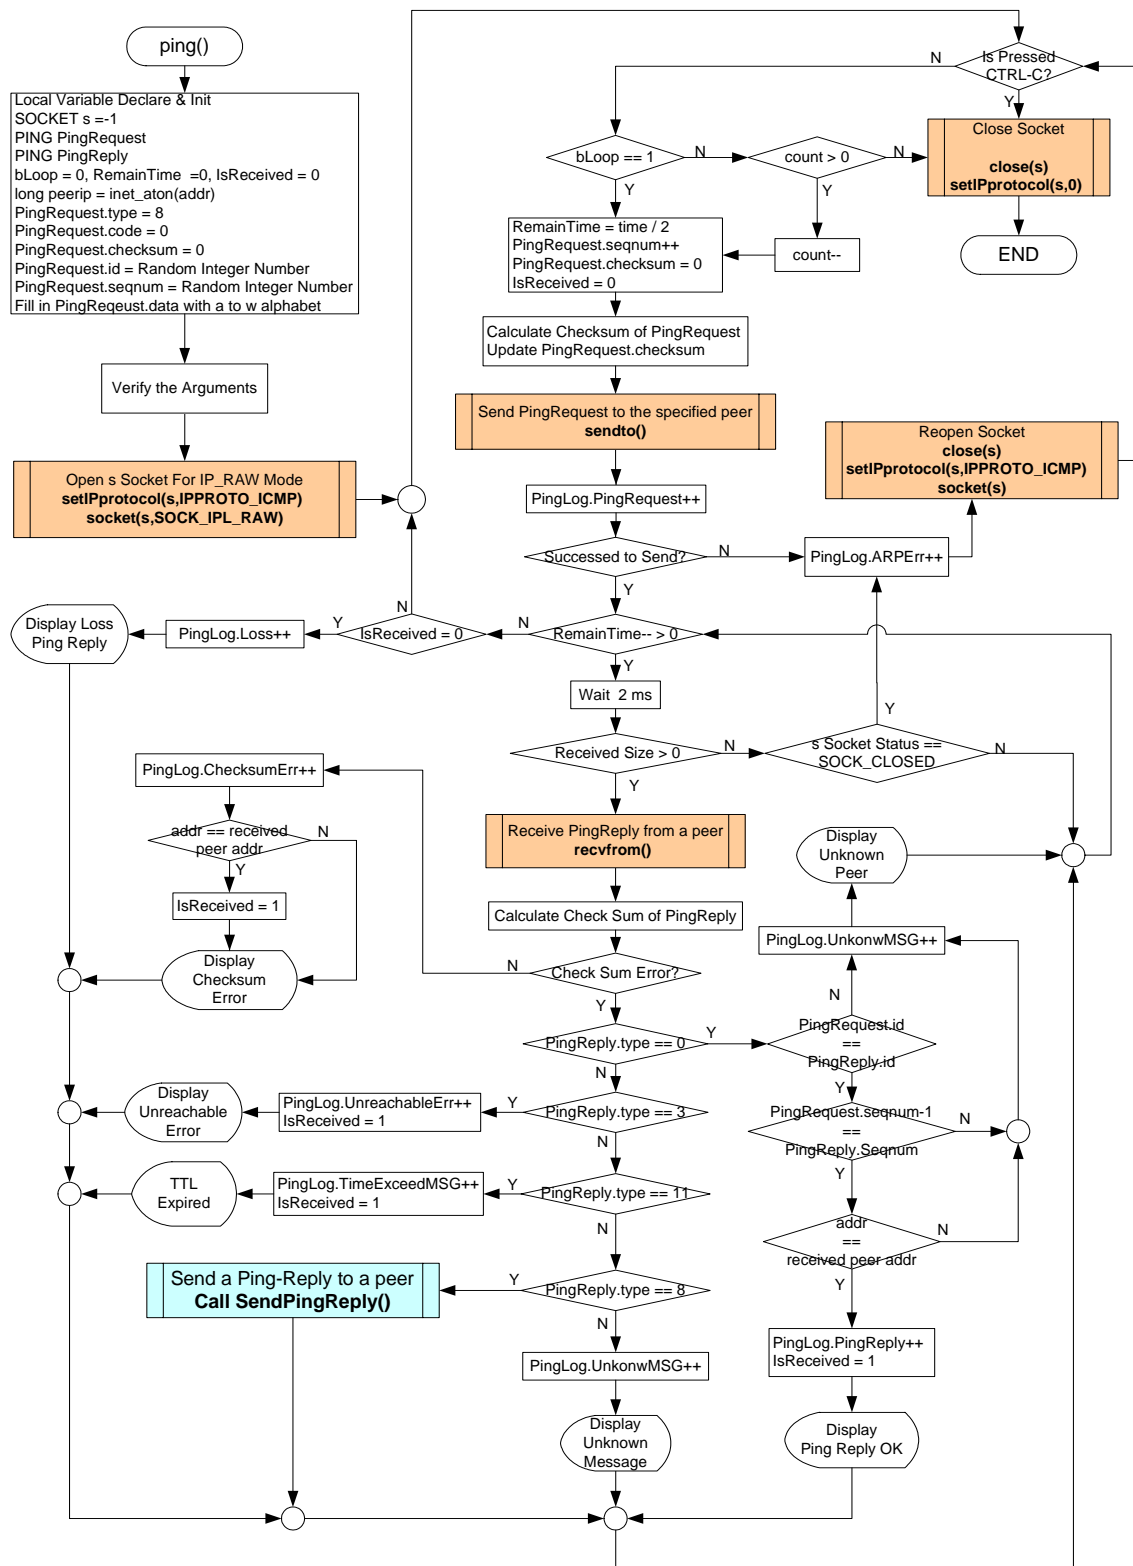 ping()
Local Variable Declare & Init
SOCKET s =-1
PING PingRequest
PING PingReply
bLoop = 0, RemainTime =0, IsReceived = 0
long peerip = inet_aton(addr)
PingRequest.type = 8
PingRequest.code = 0
PingRequest.checksum = 0
PingRequest.id = Random Integer Number
PingRequest.seqnum = Random Integer Number
Fill in PingReqeust.data with a to w alphabet
Verify the Arguments
Open s Socket For IP_RAW Mode
setIPprotocol(s,IPPROTO_ICMP)
socket(s,SOCK_IPL_RAW)
Is Pressed
CTRL-C?
N
Y
Close Socket
close(s)
setIPprotocol(s,0)
END
bLoop == 1
N
Y
count > 0
N
Y
count--
RemainTime = time / 2
PingRequest.seqnum++
PingRequest.checksum = 0
IsReceived = 0
Calculate Checksum of PingRequest
Update PingRequest.checksum
Send PingRequest to the specified peer
sendto()
PingLog.PingRequest++
Successed to Send?
N
Y
PingLog.ARPErr++
Reopen Socket
close(s)
setIPprotocol(s,IPPROTO_ICMP)
socket(s)
RemainTime-- > 0
N
Y
IsReceived = 0
N
Y
PingLog.Loss++
Display Loss
Ping Reply
Wait 2 ms
Received Size > 0
N
Y
s Socket Status ==
SOCK_CLOSED
Y
N
Receive PingReply from a peer
recvfrom()
Calculate Check Sum of PingReply
Check Sum Error?
N
Y
PingLog.ChecksumErr++
addr == received
peer addr
N
Y
IsReceived = 1
Display
Checksum
Error
PingReply.type == 0
Y
N
PingRequest.id
==
PingReply.id
N
Y
PingLog.UnkonwMSG++
Display
Unknown
Peer
PingRequest.seqnum-1
==
PingReply.Seqnum
N
Y
addr
==
received peer addr
N
Y
PingLog.PingReply++
IsReceived = 1
Display
Ping Reply OK
PingReply.type == 3
Y
N
PingLog.UnreachableErr++
IsReceived = 1
Display
Unreachable
Error
PingReply.type == 11
Y
N
PingLog.TimeExceedMSG++
IsReceived = 1
TTL
Expired
PingReply.type == 8
Y
N
Send a Ping-Reply to a peer
Call SendPingReply()
PingLog.UnkonwMSG++
Display
Unknown
Message